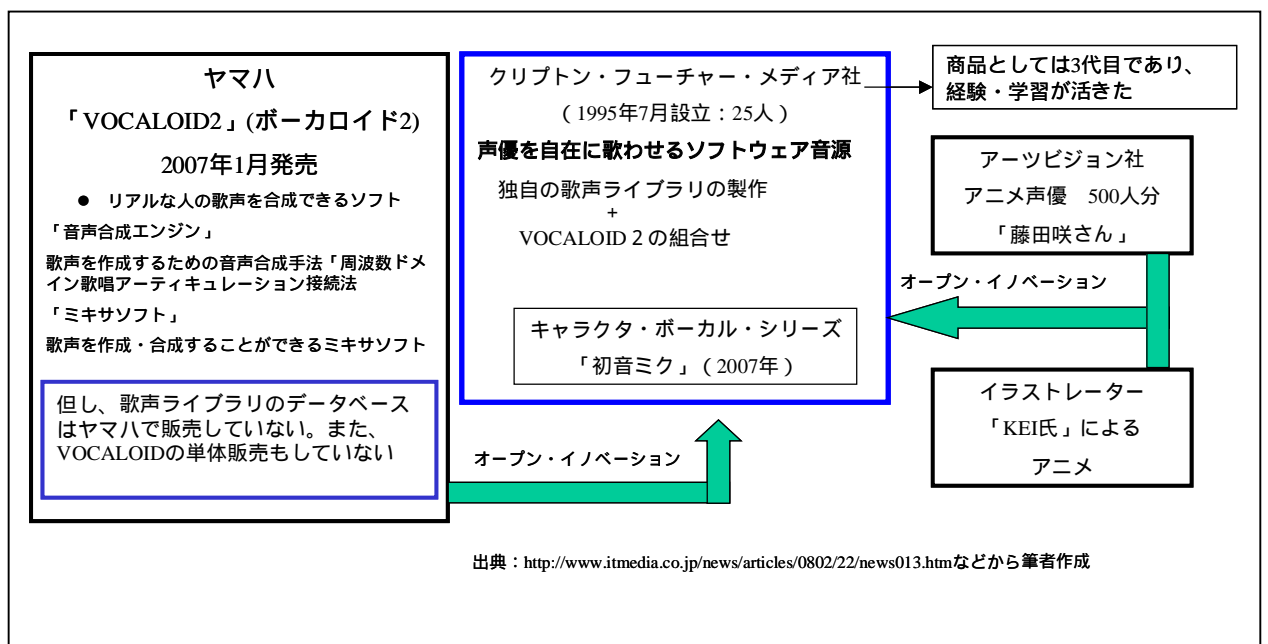 ヤマハ
「VOCALOID2」(ボーカロイド2)
2007年1月発売
● リアルな人の歌声を合成できるソフト
「音声合成エンジン」
歌声を作成するための音声合成手法「周波数ドメ
イン歌唱アーティキュレーション接続法
「ミキサソフト」
歌声を作成・合成することができるミキサソフト
但し、歌声ライブラリのデータベース
はヤマハで販売していない。また、
VOCALOIDの単体販売もしていない
クリプトン・フューチャー・メディア社
（1995年7月設立：25人）
声優を自在に歌わせるソフトウェア音源
独自の歌声ライブラリの製作
+
VOCALOID２の組合せ
キャラクタ・ボーカル・シリーズ
「初音ミク」（2007年）
商品としては3代目であり、
経験・学習が活きた
アーツビジョン社
アニメ声優　500人分
「藤田咲さん」
オープン・イノベーション
イラストレーター
「KEI氏」による
アニメ
オープン・イノベーション
出典：http://www.itmedia.co.jp/news/articles/0802/22/news013.htmなどから筆者作成